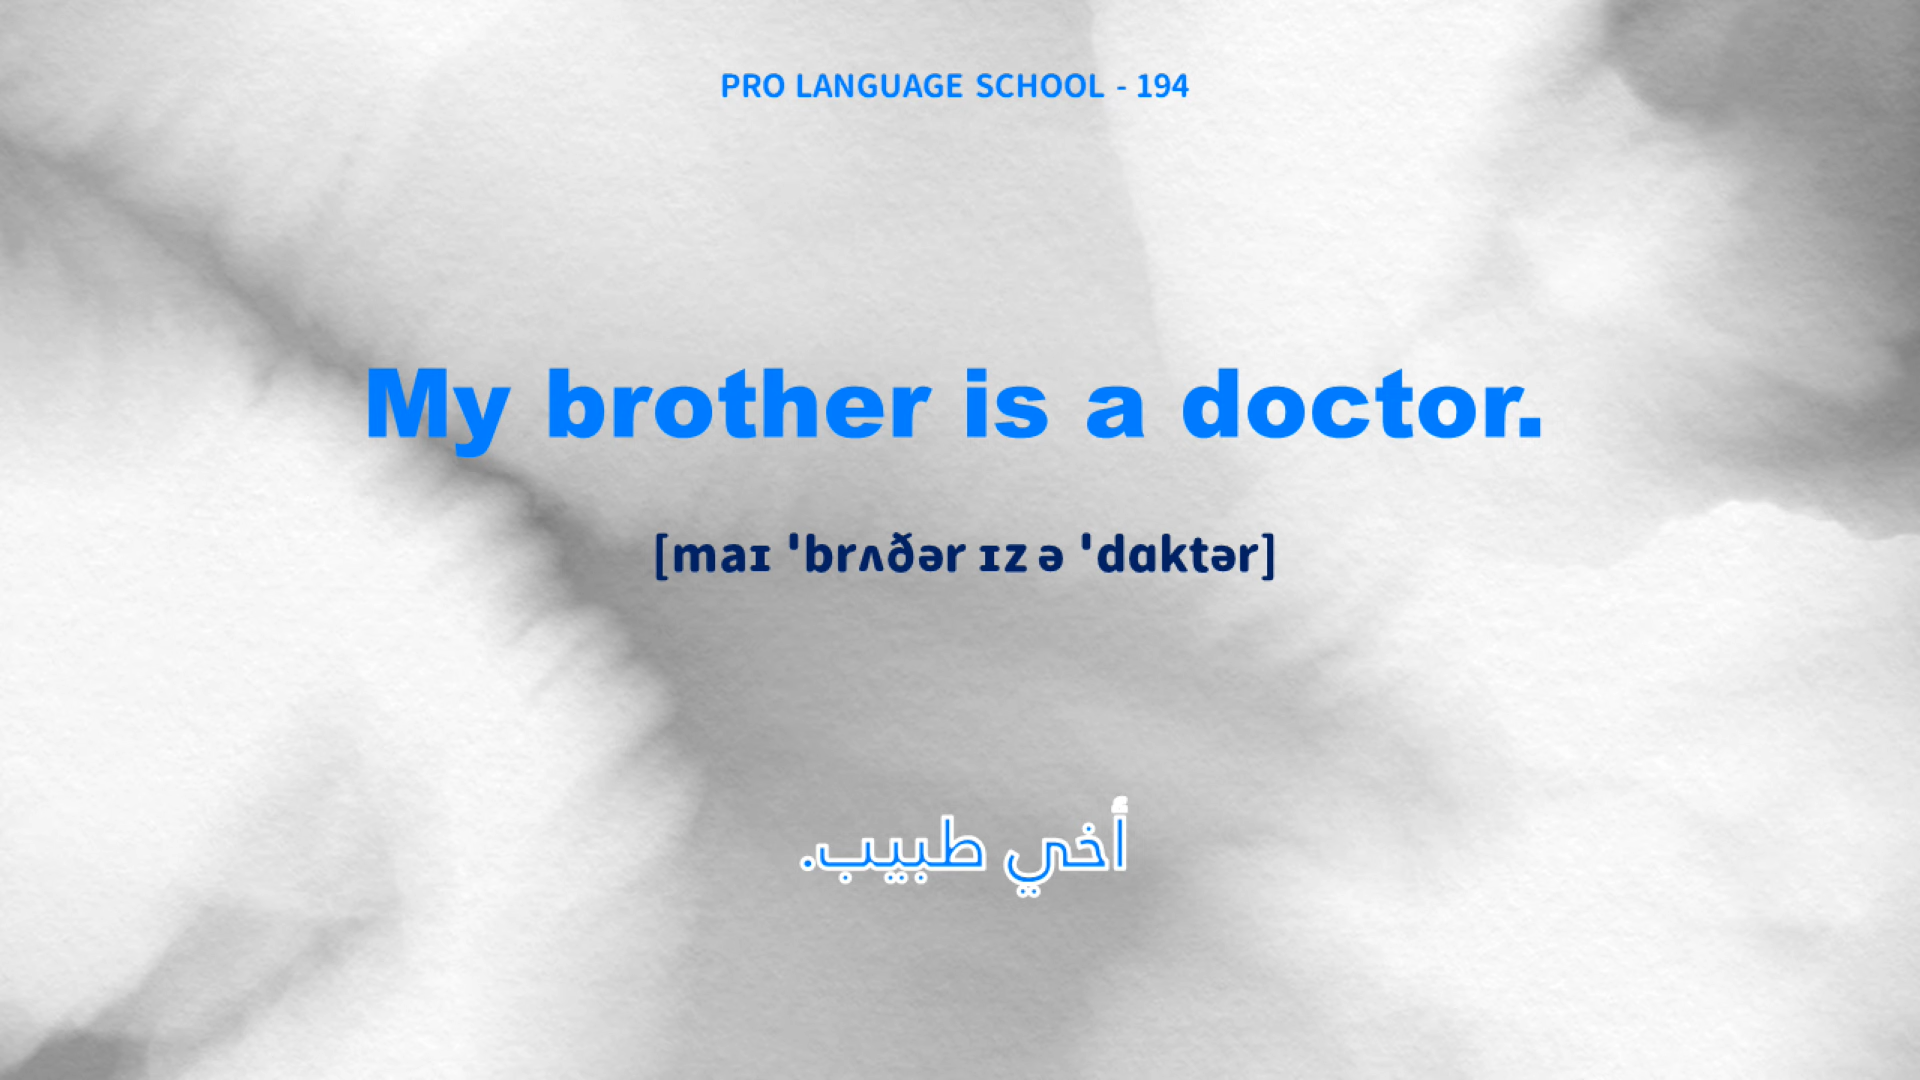 PRO LANGUAGE SCHOOL - 194
My brother is a doctor.
[maɪ ˈbrʌðər ɪz ə ˈdɑktər]
أخي طبيب.